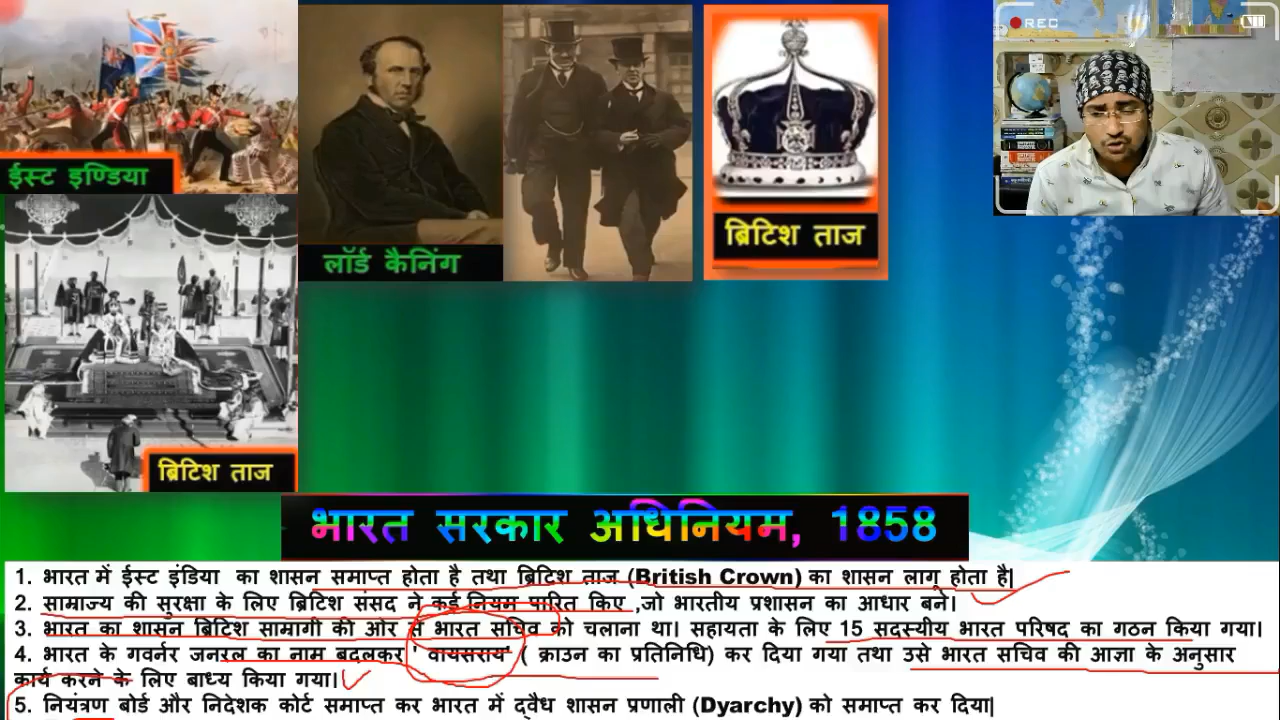 REC
ईस्ट इण्डिया
लॉर्ड कैनिंग
ब्रिटिश ताज
ब्रिटिश ताज
भारत सरकार अधिनियम, 1858
1. भारत में ईस्ट इंडिया का शासन समाप्त होता है तथा ब्रिटिश ताज (British Crown) का शासन लागू होता है|
2. साम्राज्य की सुरक्षा के लिए ब्रिटिश संसद ने कई नियम पारित किए ,जो भारतीय प्रशासन का आधार बने।
3. भारत का शासन ब्रिटिश साम्रागी की ओर से भारत सचिव को चलाना था। सहायता के लिए 15 सदस्यीय भारत परिषद का गठन किया गया।
4. भारत के गवर्नर जनरल का नाम बदलकर ' वायसराय' ( क्राउन का प्रतिनिधि) कर दिया गया तथा उसे भारत सचिव की आज्ञा के अनुसार
कार्य करने के लिए बाध्य किया गया।
5. नियंत्रण बोर्ड और निदेशक कोर्ट समाप्त कर भारत में द्वैध शासन प्रणाली (Dyarchy) को समाप्त कर दिया|